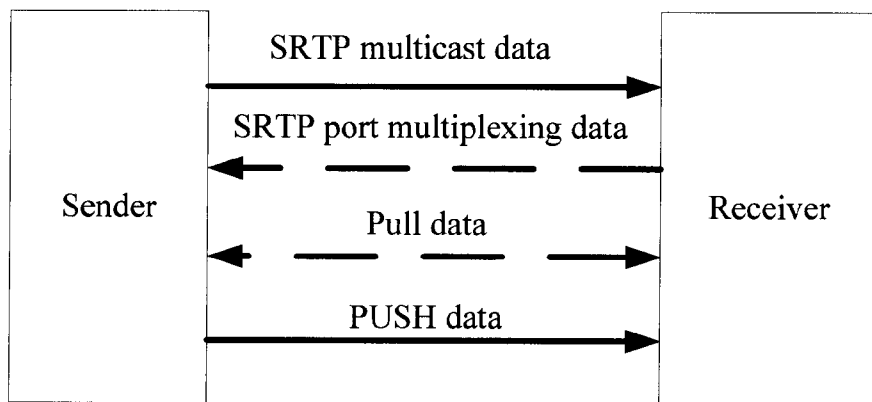 SRTP multicast data
SRTP port multiplexing data
Sender
Receiver
Pull data
PUSH data